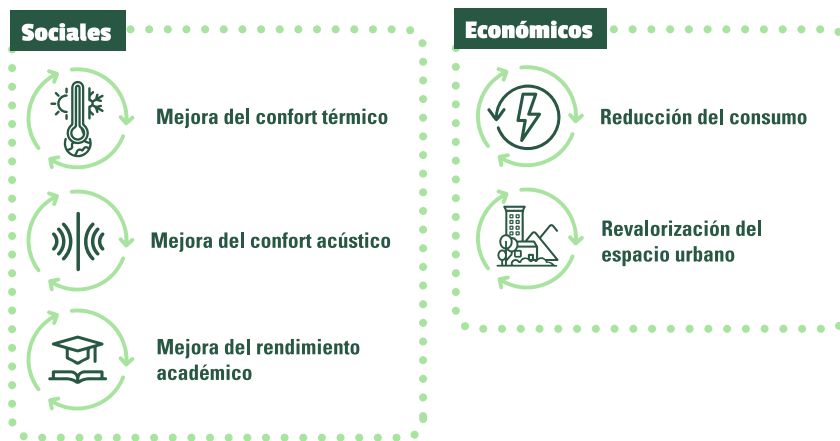 Sociales
Mejora del confort térmico
Mejora del confort acústico
Mejora del rendimiento
académico
Económicos
Reducción del consumo
Revalorización del
espacio urbano